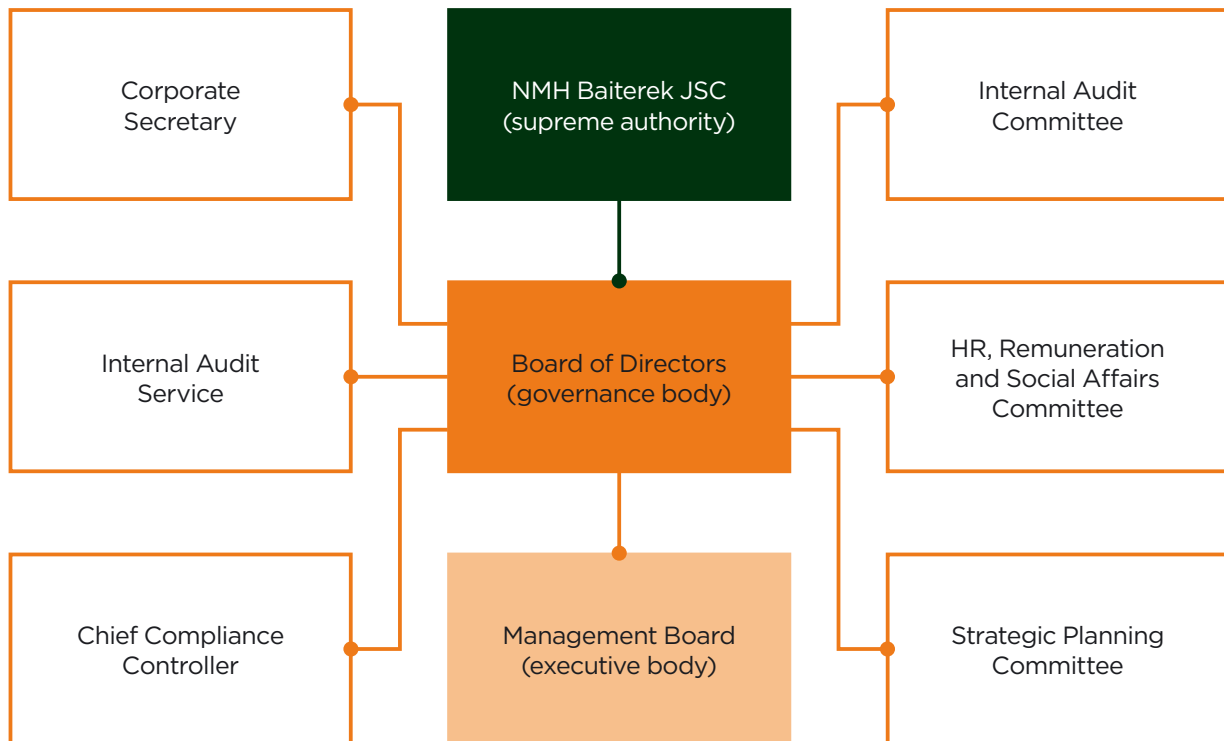 Corporate
Secretary
NMH Baiterek JSC
(supreme authority)
Internal Audit
Committee
Internal Audit
Service
Board of Directors
(governance body)
HR, Remuneration
and Social Affairs
Committee
Chief Compliance
Controller
Management Board
(executive body)
Strategic Planning
Committee